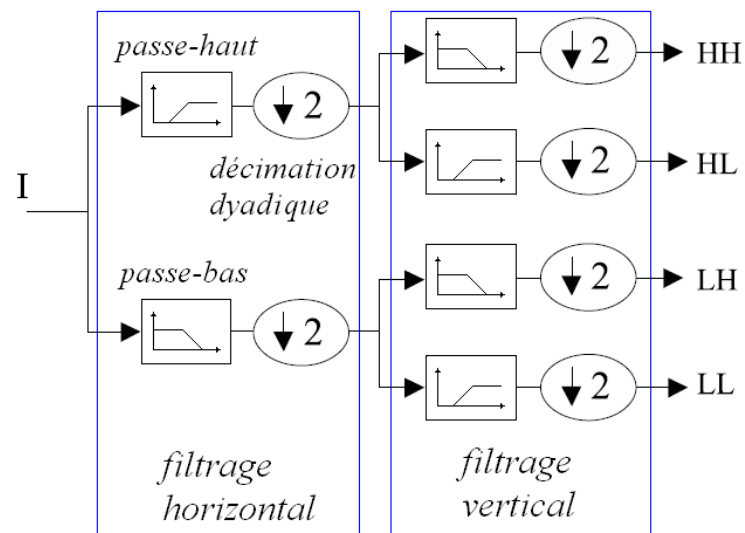 passe-haut
↓ 2
décimation
dyadique
I
passe-bas
↓ 2
filtrage
horizontal
↓ 2
HH
↓ 2
HL
↓ 2
LH
↓ 2
LL
filtrage
vertical